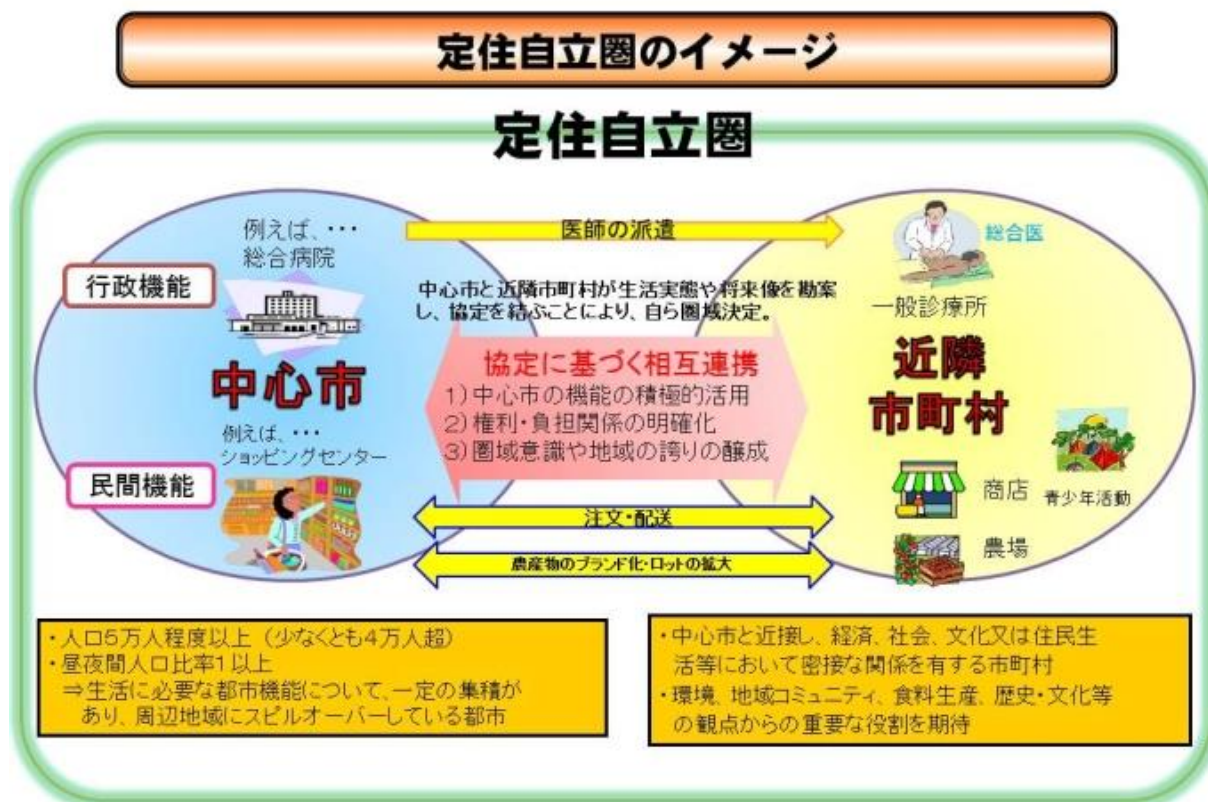 定住自立圏のイメージ
定住自立圏
例えば、・・・
総合病院
行政機能
中心市
例えば、・・・
ショッピングセンター
民間機能
医師の派遣
中心市と近隣市町村が生活実態や将来像を勘案
し、協定を結ぶことにより、自ら圏域決定。
協定に基づく相互連携
1)中心市の機能の積極的活用
2)権利・負担関係の明確化
3)圏域意識や地域の誇りの醸成
注文・配送
農産物のブランド化・ロットの拡大
総合医
一般診療所
近隣
市町村
商店
青少年活動
農場
・人口5万人程度以上（少なくとも4万人超）
・昼夜間人口比率1以上
⇒生活に必要な都市機能について、一定の集積が
あり、周辺地域にスピルオーバーしている都市
・中心市と近接し、経済、社会、文化又は住民生
活等において密接な関係を有する市町村
・環境、地域コミュニティ、食料生産、歴史・文化等
の観点からの重要な役割を期待